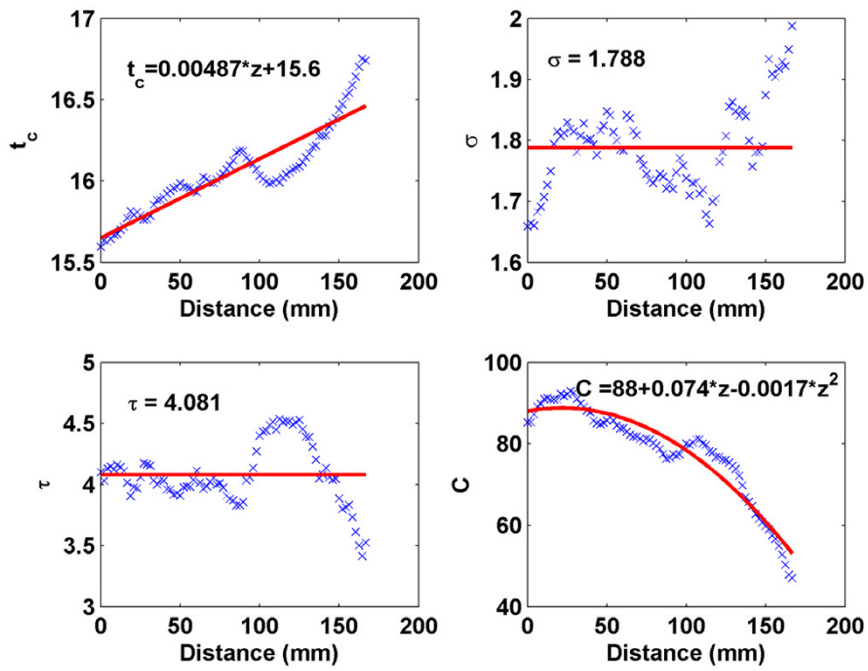 17
16.5
16
15.5
t_c
t_c=0.00487*z+15.6
0 50 100 150 200
Distance (mm)
2
1.9
1.8
1.7
1.6
σ
σ = 1.788
0 50 100 150 200
Distance (mm)
5
4.5
4
3.5
3
τ
τ = 4.081
0 50 100 150 200
Distance (mm)
100
80
60
40
C
C =88+0.074*z-0.0017*z²
0 50 100 150 200
Distance (mm)